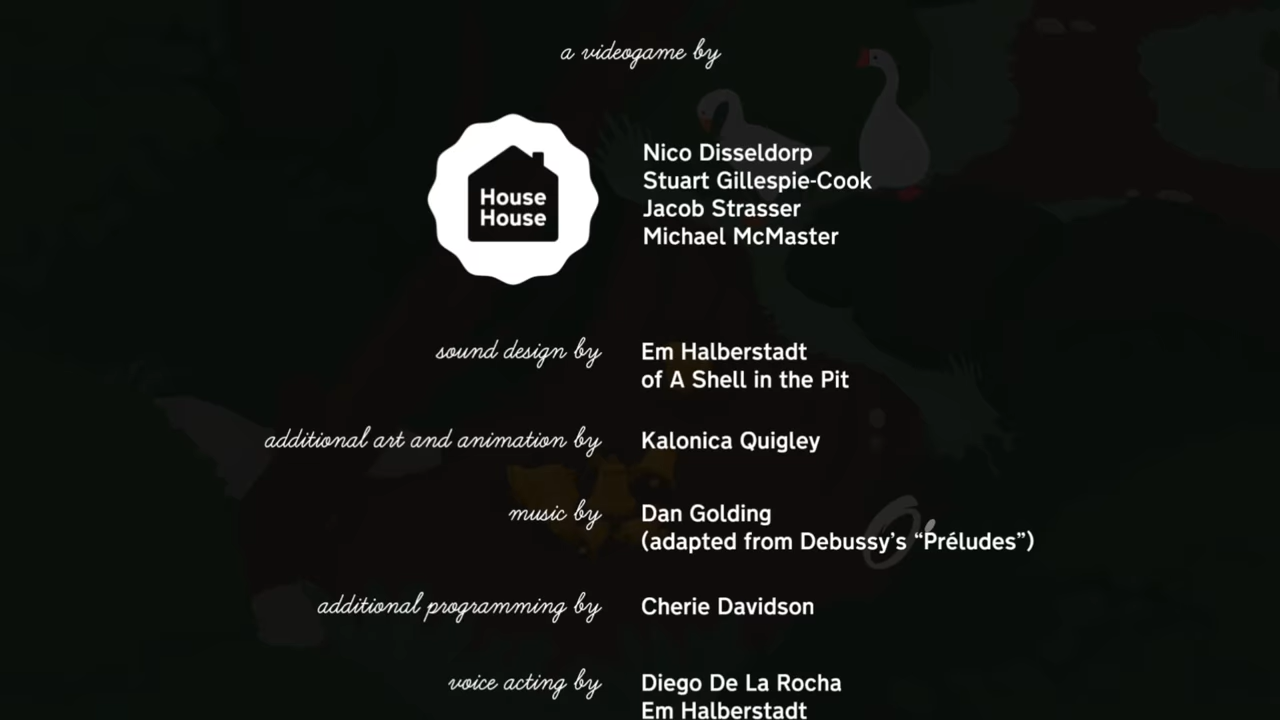 a videogame by
House
House
Nico Disseldorp
Stuart Gillespie-Cook
Jacob Strasser
Michael McMaster
sound design by
Em Halberstadt
of A Shell in the Pit
additional art and animation by
Kalonica Quigley
music by
Dan Golding
(adapted from Debussy’s “Préludes”)
additional programming by
Cherie Davidson
voice acting by
Diego De La Rocha
Em Halberstadt